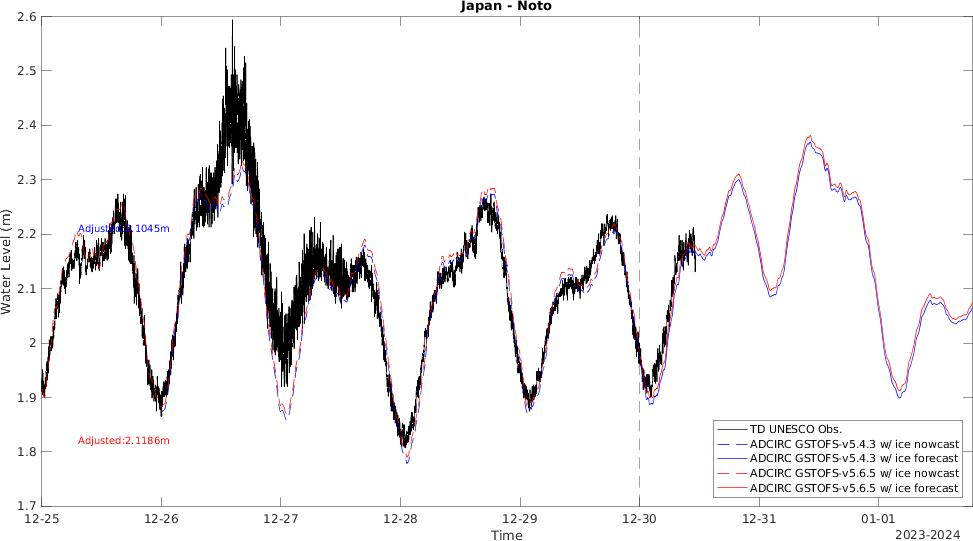 Japan - Noto
2.6
2.5
2.4
2.3
2.2
2.1
2
1.9
1.8
1.7
Water Level (m)
Adjusted:2.1045m
Adjusted:2.1186m
TD UNESCO Obs.
ADCIRC GSTOFS-v5.4.3 w/ ice nowcast
ADCIRC GSTOFS-v5.4.3 w/ ice forecast
ADCIRC GSTOFS-v5.6.5 w/ ice nowcast
ADCIRC GSTOFS-v5.6.5 w/ ice forecast
12-25 12-26 12-27 12-28 12-29 12-30 12-31 01-01
Time
2023-2024